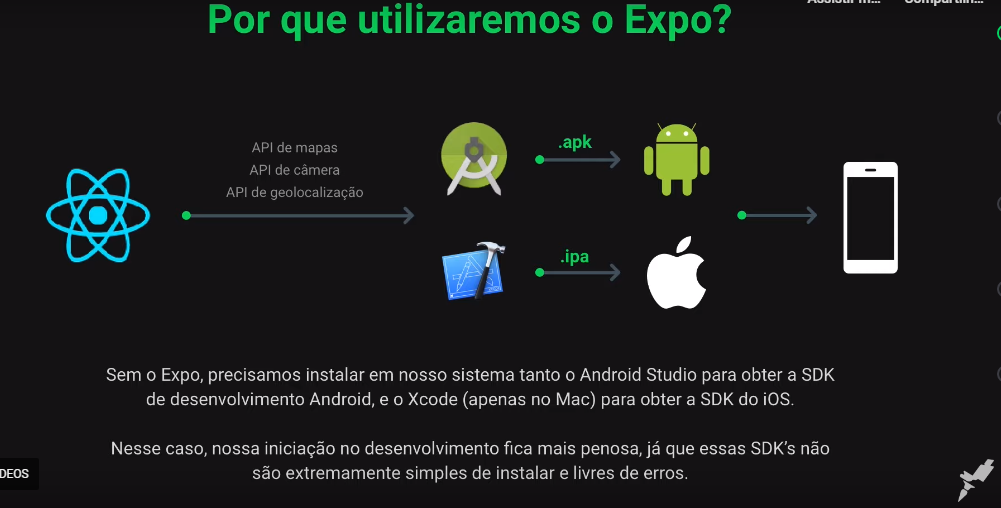 Por que utilizaremos o Expo?
API de mapas
API de câmera
API de geolocalização
.apk
.ipa
Sem o Expo, precisamos instalar em nosso sistema tanto o Android Studio para obter a SDK
de desenvolvimento Android, e o Xcode (apenas no Mac) para obter a SDK do iOS.
Nesse caso, nossa iniciação no desenvolvimento fica mais penosa, já que essas SDK’s não
são extremamente simples de instalar e livres de erros.
DEOS